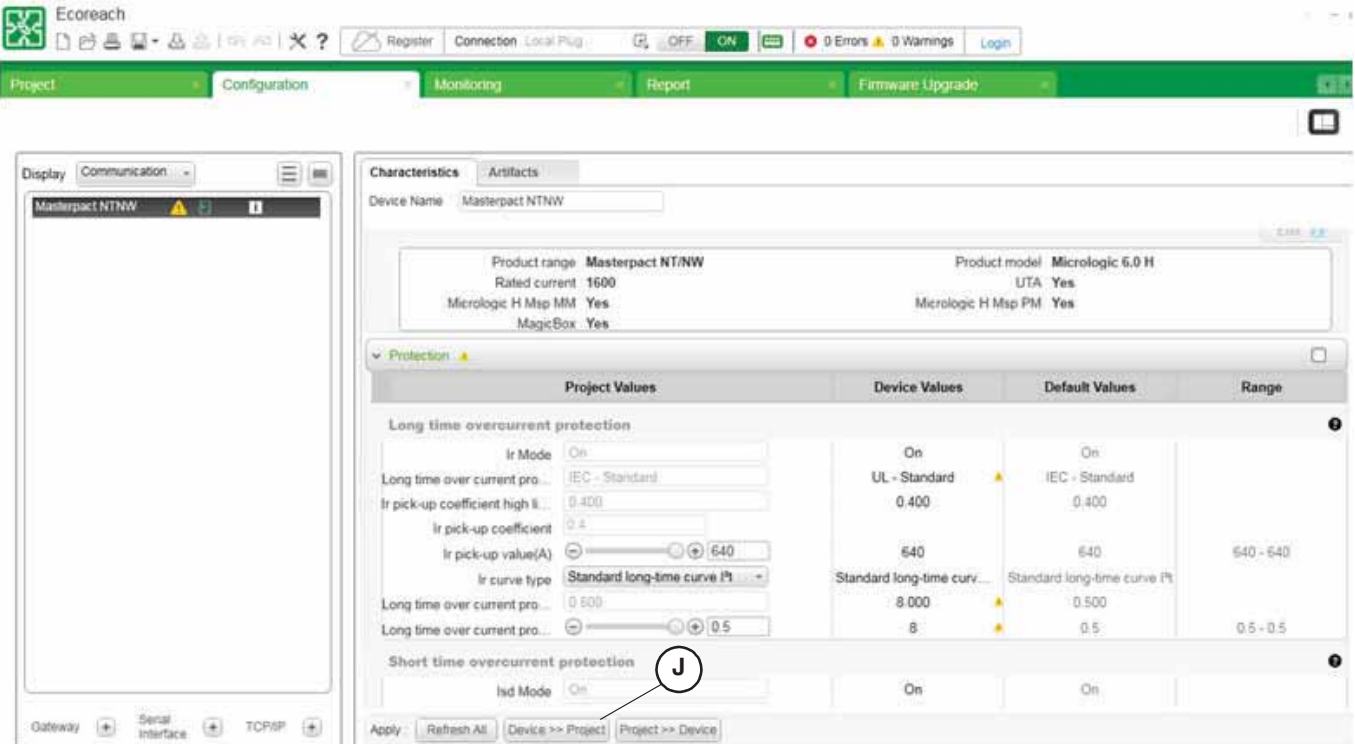 Ecoreach
Register Connection Local Plug OFF ON 0 Errors 0 Warnings Login
Project Configuration Monitoring Report Firmware Upgrade
Display Communication
Masterpact NTNW
Characteristics Artifacts
Device Name Masterpact NTNW
Product range Masterpact NT/NW Product model Micrologic 6.0 H
Rated current 1600 UTA Yes
Micrologic H Msp MM Yes Micrologic H Msp PM Yes
MagicBox Yes
Protection
Project Values Device Values Default Values Range
Long time overcurrent protection
Ir Mode On On On
Long time over current pro... IEC - Standard UL - Standard IEC - Standard
Ir pick-up coefficient high li... 0.400 0.400 0.400
Ir pick-up coefficient 0.4
Ir pick-up value(A) 640 640 640 640 - 640
Ir curve type Standard long-time curve I²t Standard long-time curv... Standard long-time curve I²t
Long time over current pro... 0.500 8.000 0.500
Long time over current pro... 0.5 8 0.5 0.5 - 0.5
Short time overcurrent protection
J
Isd Mode On On On
Gateway Serial Interface TCP/IP
Apply : Refresh All Device >> Project Project >> Device